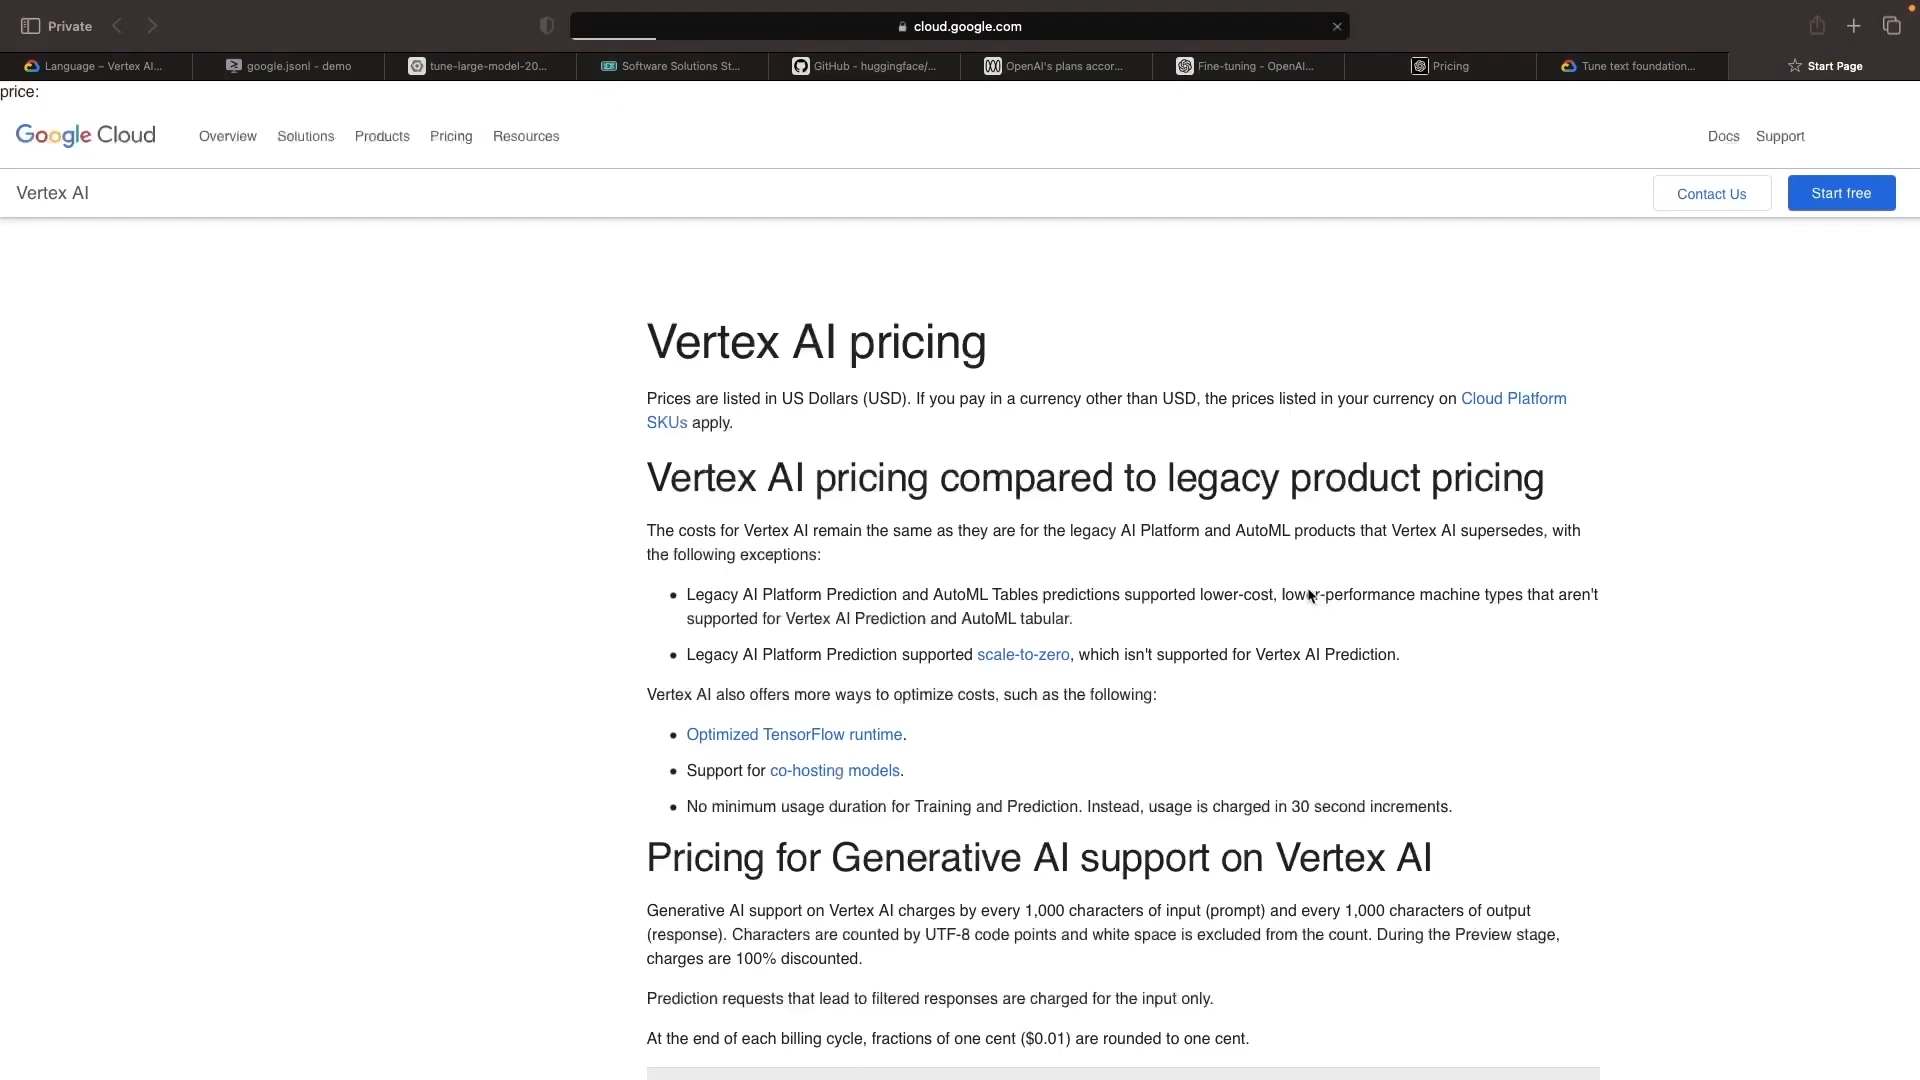 Private
cloud.google.com
Language – Vertex AI...
google.jsonl - demo
tune-large-model-20...
Software Solutions St...
GitHub - huggingface/...
OpenAI's plans accor...
Fine-tuning - OpenAI...
Pricing
Tune text foundation...
Start Page
price:
Google Cloud
Overview
Solutions
Products
Pricing
Resources
Docs
Support
Vertex AI
Contact Us
Start free
Vertex AI pricing
Prices are listed in US Dollars (USD). If you pay in a currency other than USD, the prices listed in your currency on Cloud Platform
SKUs apply.
Vertex AI pricing compared to legacy product pricing
The costs for Vertex AI remain the same as they are for the legacy AI Platform and AutoML products that Vertex AI supersedes, with
the following exceptions:
Legacy AI Platform Prediction and AutoML Tables predictions supported lower-cost, lower-performance machine types that aren't
supported for Vertex AI Prediction and AutoML tabular.
Legacy AI Platform Prediction supported scale-to-zero, which isn't supported for Vertex AI Prediction.
Vertex AI also offers more ways to optimize costs, such as the following:
Optimized TensorFlow runtime.
Support for co-hosting models.
No minimum usage duration for Training and Prediction. Instead, usage is charged in 30 second increments.
Pricing for Generative AI support on Vertex AI
Generative AI support on Vertex AI charges by every 1,000 characters of input (prompt) and every 1,000 characters of output
(response). Characters are counted by UTF-8 code points and white space is excluded from the count. During the Preview stage,
charges are 100% discounted.
Prediction requests that lead to filtered responses are charged for the input only.
At the end of each billing cycle, fractions of one cent ($0.01) are rounded to one cent.